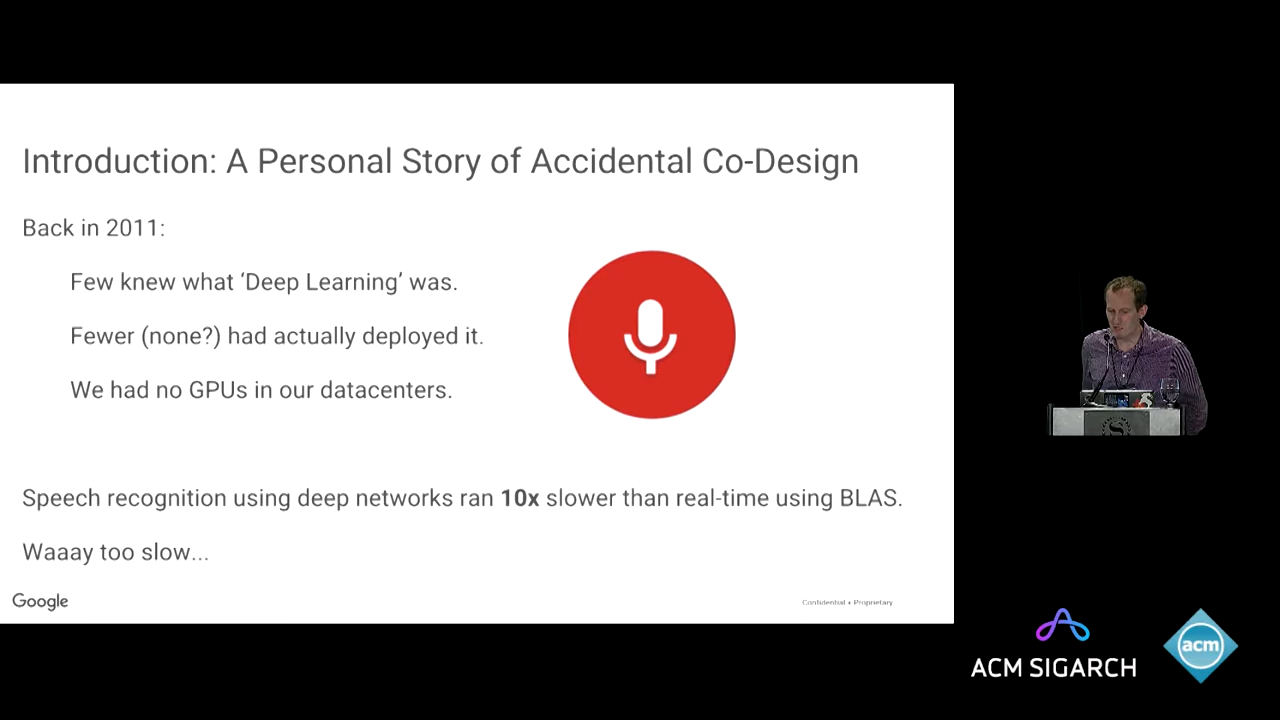 Introduction: A Personal Story of Accidental Co-Design
Back in 2011:
Few knew what ‘Deep Learning’ was.
Fewer (none?) had actually deployed it.
We had no GPUs in our datacenters.
Speech recognition using deep networks ran 10x slower than real-time using BLAS.
Waaay too slow...
Google
Confidential + Proprietary
ACM SIGARCH
acm